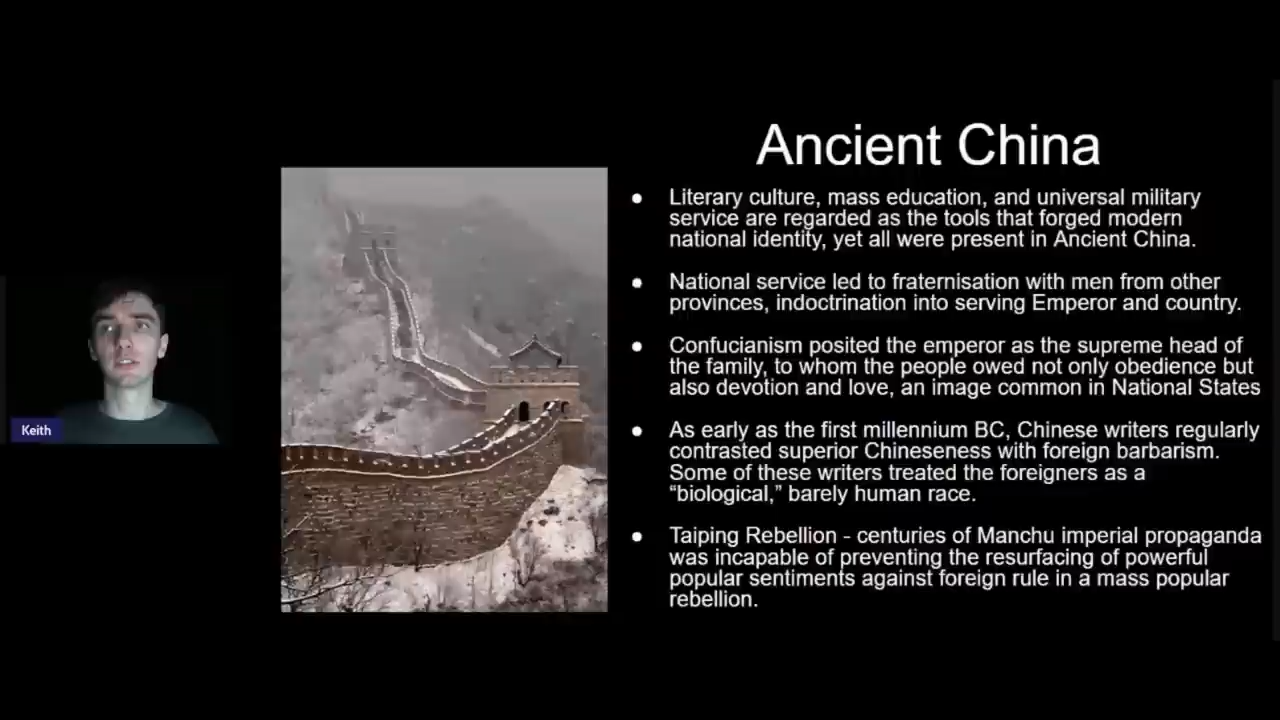 Ancient China
Literary culture, mass education, and universal military
service are regarded as the tools that forged modern
national identity, yet all were present in Ancient China.
National service led to fraternisation with men from other
provinces, indoctrination into serving Emperor and country.
Confucianism posited the emperor as the supreme head of
the family, to whom the people owed not only obedience but
also devotion and love, an image common in National States
As early as the first millennium BC, Chinese writers regularly
contrasted superior Chineseness with foreign barbarism.
Some of these writers treated the foreigners as a
“biological,” barely human race.
Taiping Rebellion - centuries of Manchu imperial propaganda
was incapable of preventing the resurfacing of powerful
popular sentiments against foreign rule in a mass popular
rebellion.
Keith